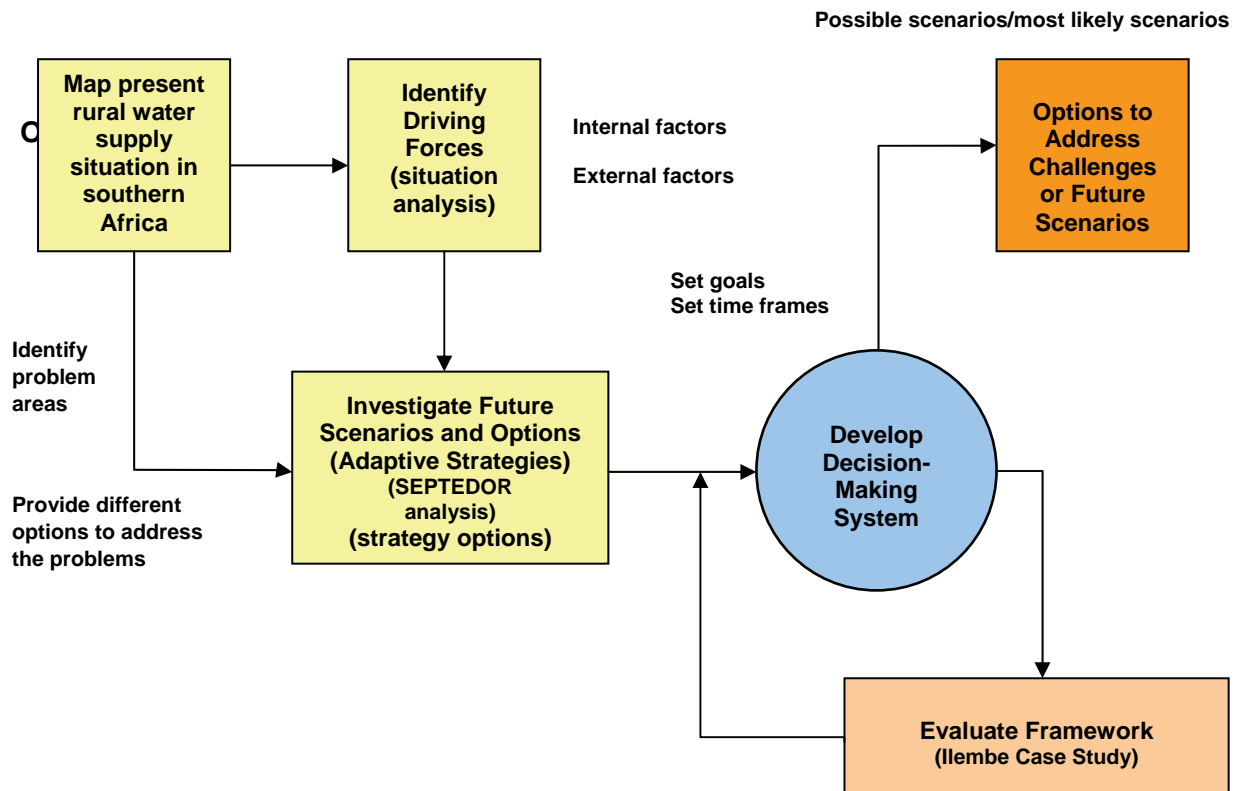 Possible scenarios/most likely scenarios
Map present
rural water
supply
situation in
southern
Africa
Identify
Driving
Forces
(situation
analysis)
Internal factors
External factors
Options to
Address
Challenges
or Future
Scenarios
Set goals
Set time frames
Identify
problem
areas
Provide different
options to address
the problems
Investigate Future
Scenarios and Options
(Adaptive Strategies)
(SEPTEDOR
analysis)
(strategy options)
Develop
Decision-
Making
System
Evaluate Framework
(Ilembe Case Study)